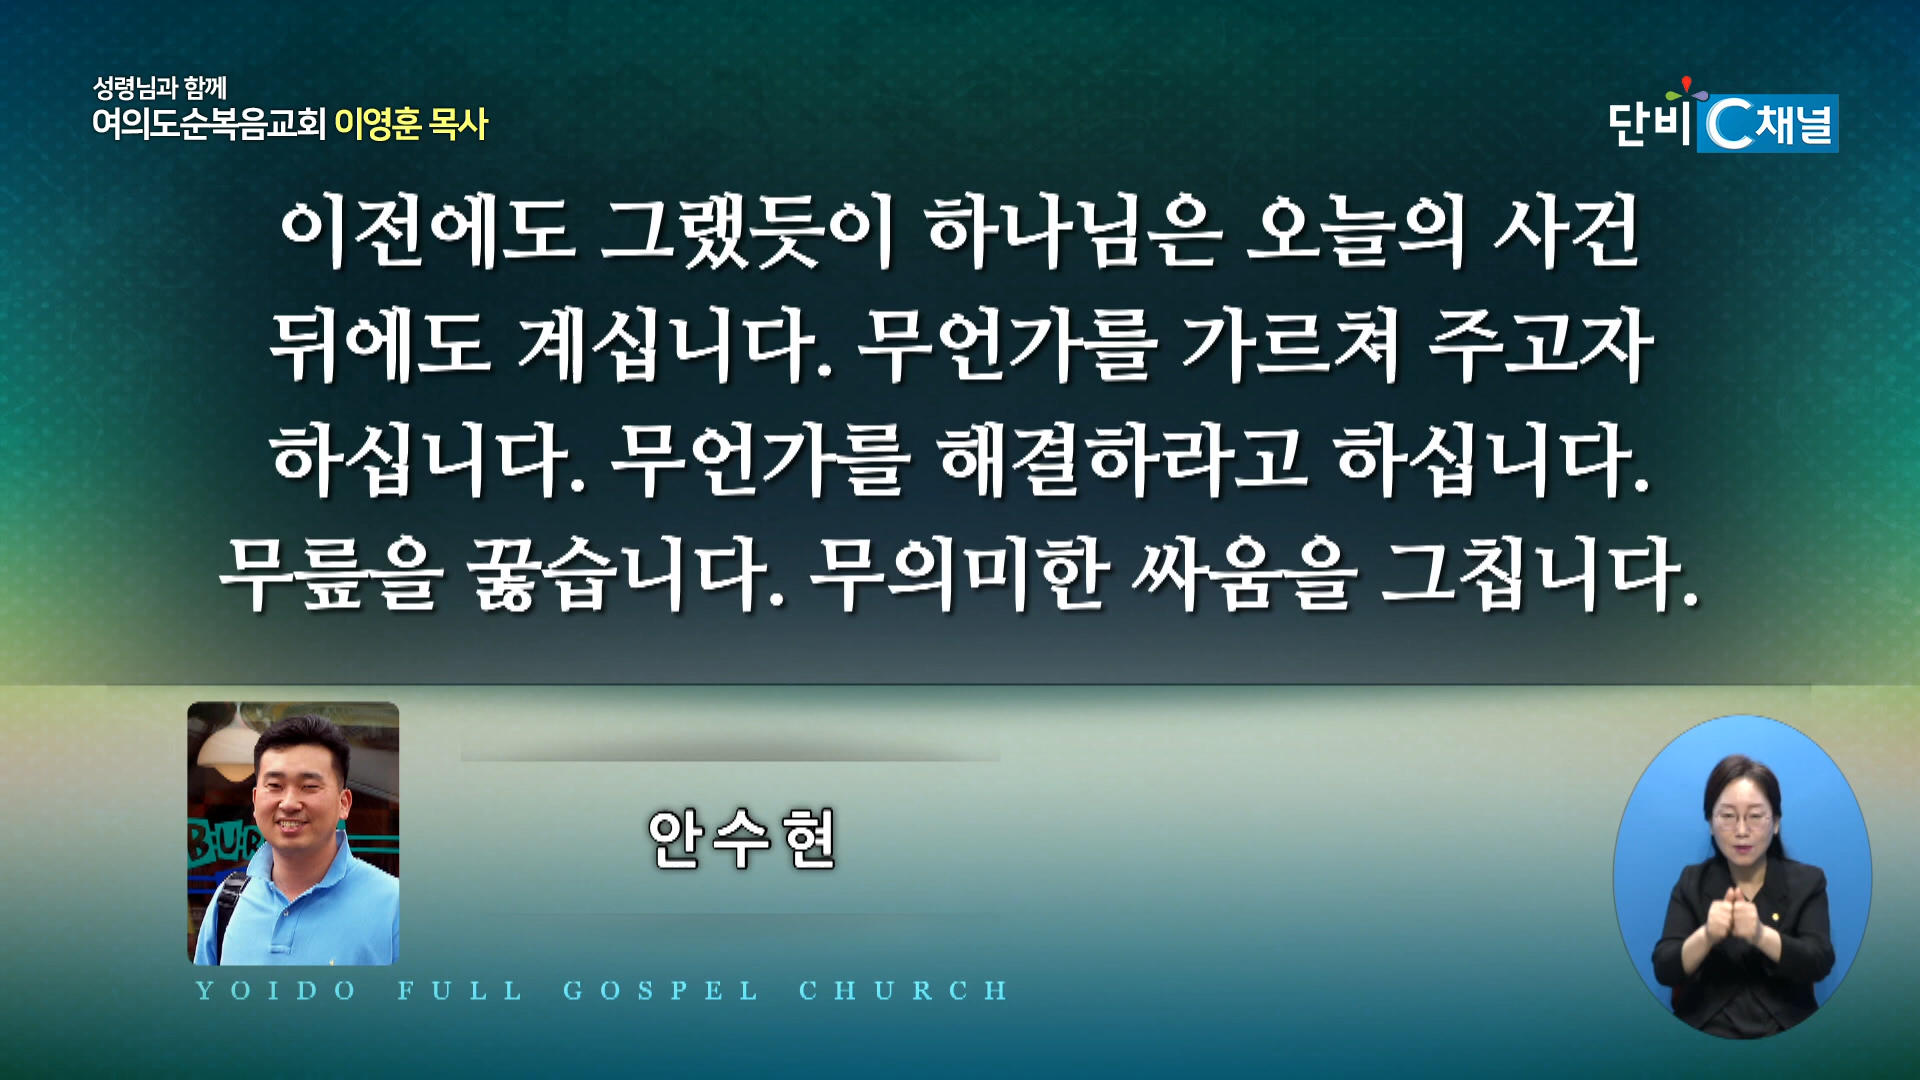 성령님과 함께
여의도순복음교회 이영훈 목사
단비 C채널
이전에도 그랬듯이 하나님은 오늘의 사건
뒤에도 계십니다. 무언가를 가르쳐 주고자
하십니다. 무언가를 해결하라고 하십니다.
무릎을 꿇습니다. 무의미한 싸움을 그칩니다.
BUR
안수현
YOIDO FULL GOSPEL CHURCH